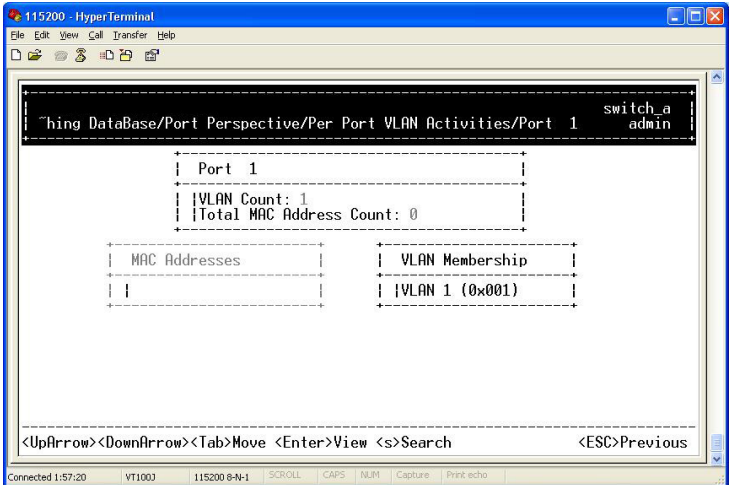 115200 - HyperTerminal
File Edit View Call Transfer Help
switch_a
~hing DataBase/Port Perspective/Per Port VLAN Activities/Port 1 admin
Port 1
VLAN Count: 1
Total MAC Address Count: 0
MAC Addresses VLAN Membership
VLAN 1 (0x001)
<UpArrow><DownArrow><Tab>Move <Enter>View <s>Search <ESC>Previous
Connected 1:57:20 VT100J 115200 8-N-1 SCROLL CAPS NUM Capture Print echo